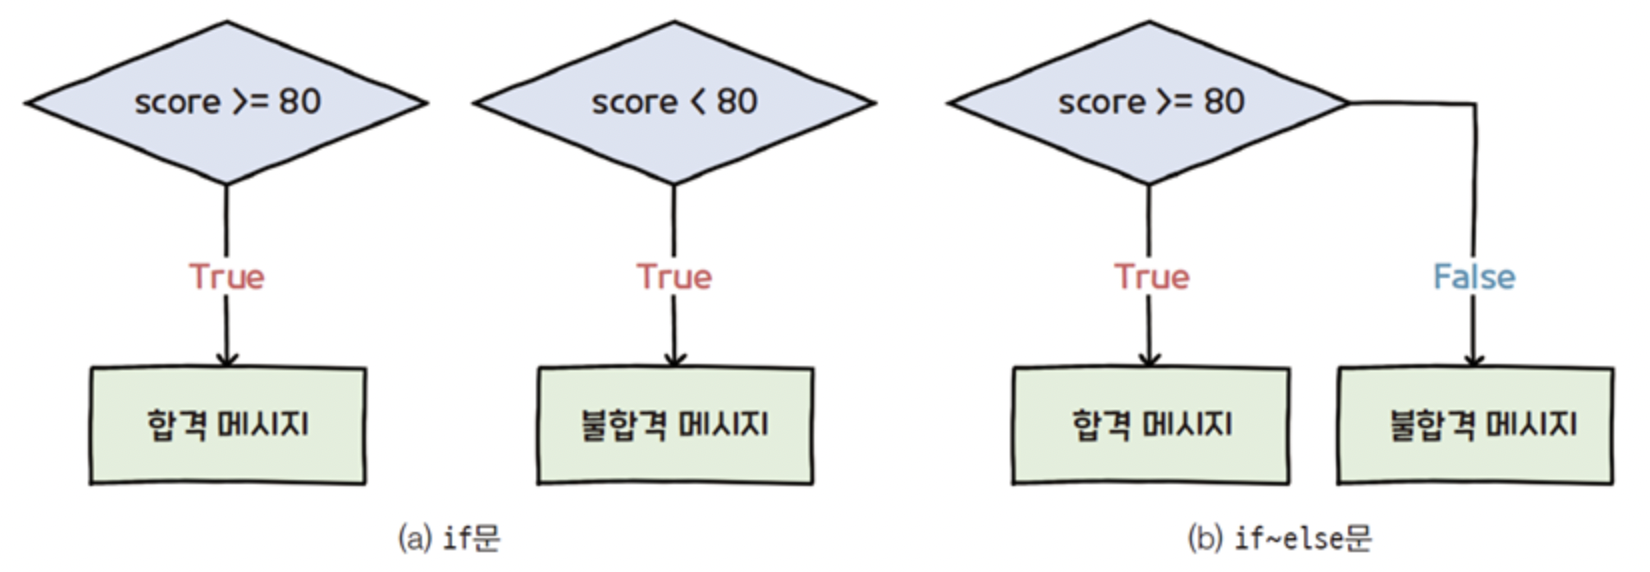 score >= 80
True
합격 메시지
score < 80
True
불합격 메시지
(a) if문
score >= 80
True
False
합격 메시지
불합격 메시지
(b) if~else문